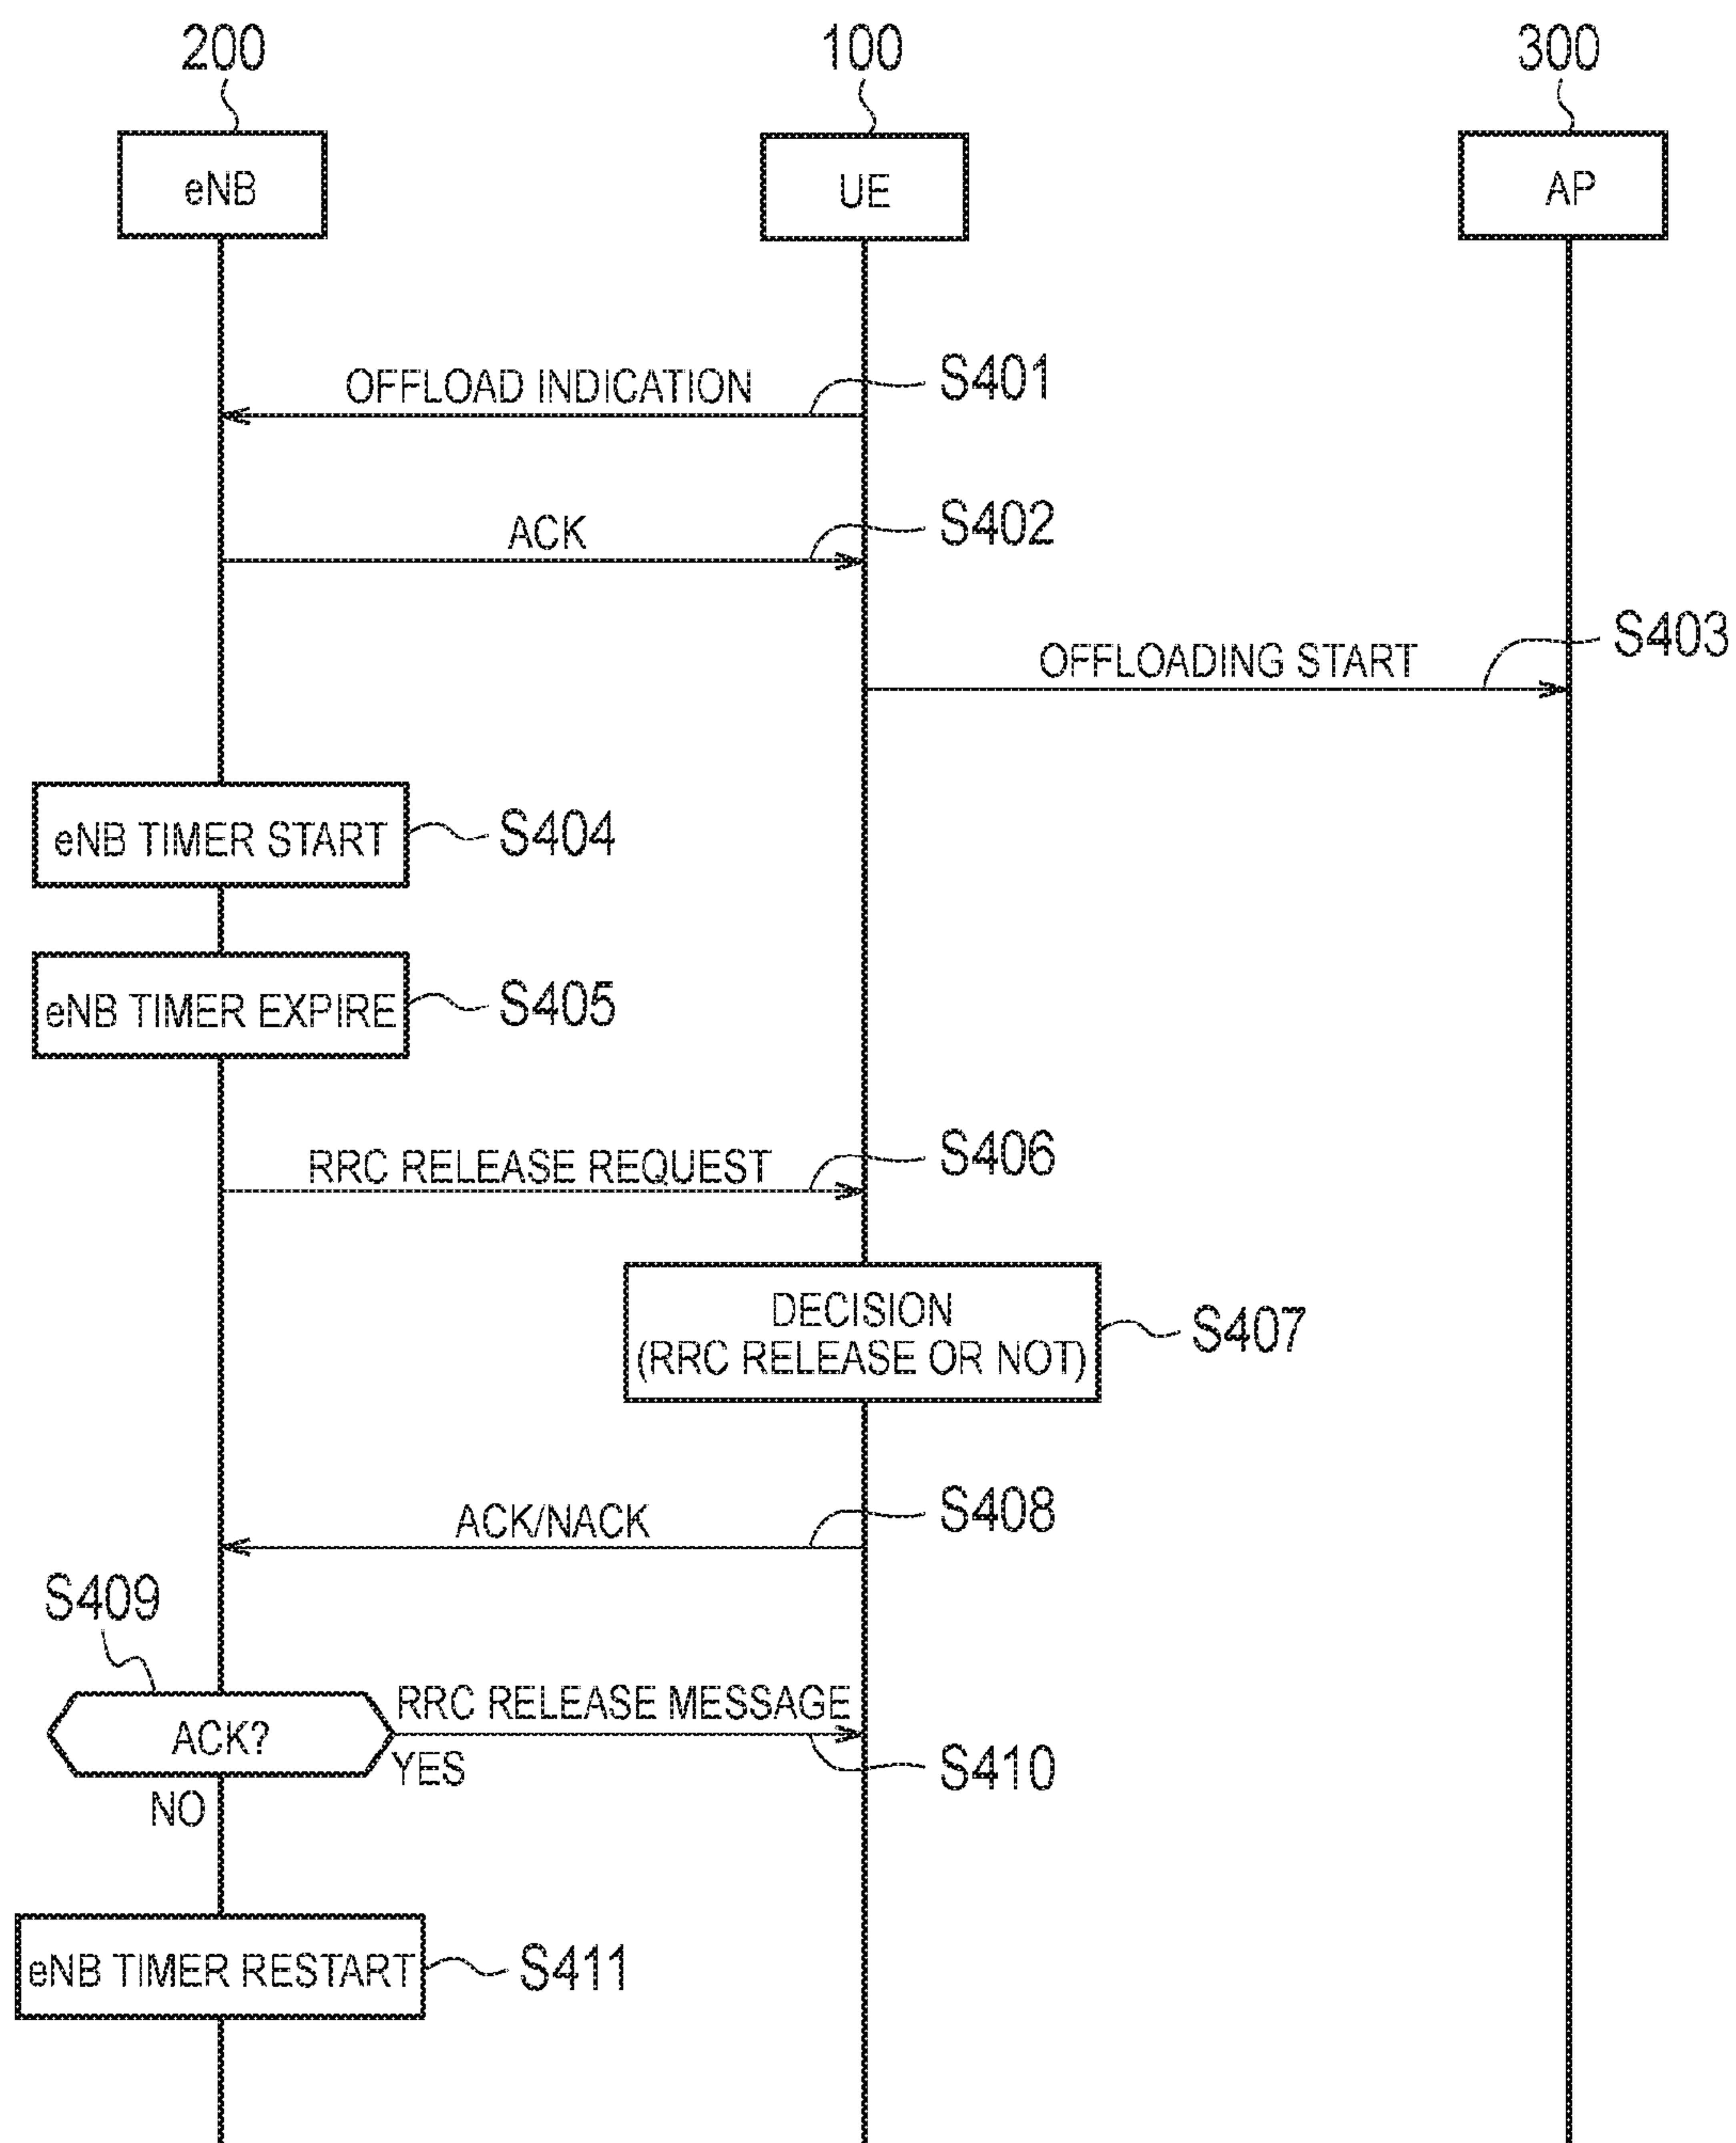 200
100
300
eNB
UE
AP
OFFLOAD INDICATION
S401
ACK
S402
OFFLOADING START
S403
eNB TIMER START
S404
eNB TIMER EXPIRE
S405
RRC RELEASE REQUEST
S406
DECISION
(RRC RELEASE OR NOT)
S407
ACK/NACK
S408
S409
ACK?
RRC RELEASE MESSAGE
YES
S410
NO
eNB TIMER RESTART
S411